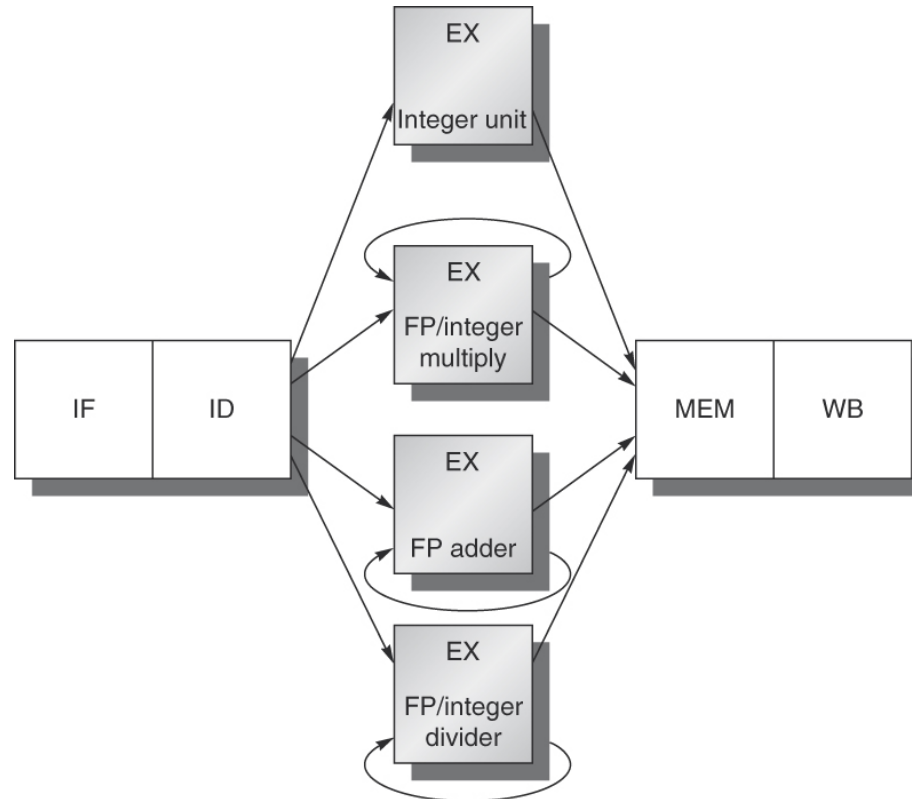 EX
Integer unit
EX
FP/integer
multiply
IF
ID
MEM
WB
EX
FP adder
EX
FP/integer
divider